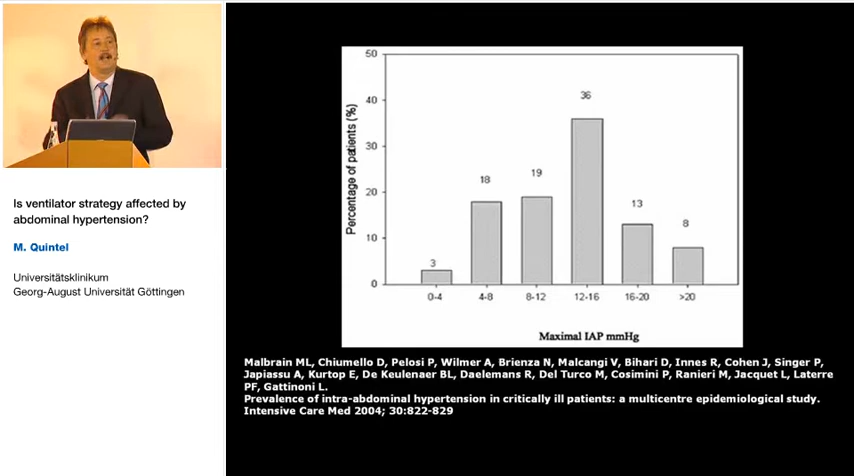 Is ventilator strategy affected by
abdominal hypertension?
M. Quintel
Universitätsklinikum
Georg-August Universität Göttingen
Percentage of patients (%)
50
40
30
20
10
0
3
18
19
36
13
8
0-4
4-8
8-12
12-16
16-20
>20
Maximal IAP mmHg
Malbrain ML, Chiumello D, Pelosi P, Wilmer A, Brienza N, Malcangi V, Bihari D, Innes R, Cohen J, Singer P,
Japiassu A, Kurtop E, De Keulenaer BL, Daelemans R, Del Turco M, Cosimini P, Ranieri M, Jacquet L, Laterre
PF, Gattinoni L.
Prevalence of intra-abdominal hypertension in critically ill patients: a multicentre epidemiological study.
Intensive Care Med 2004; 30:822-829